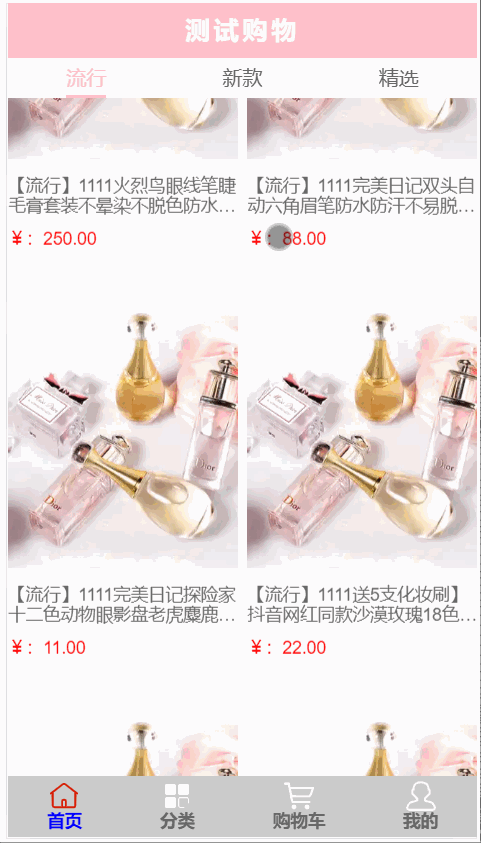 测试购物
流行
新款
精选
【流行】1111火烈鸟眼线笔睫
毛膏套装不晕染不脱色防水…
¥： 250.00
【流行】1111完美日记双头自
动六角眉笔防水防汗不易脱…
¥： 88.00
Dior
Dior
Dior
Dior
【流行】1111完美日记探险家
十二色动物眼影盘老虎麋鹿…
¥： 11.00
【流行】1111送5支化妆刷】
抖音网红同款沙漠玫瑰18色…
¥： 22.00
首页
分类
购物车
我的